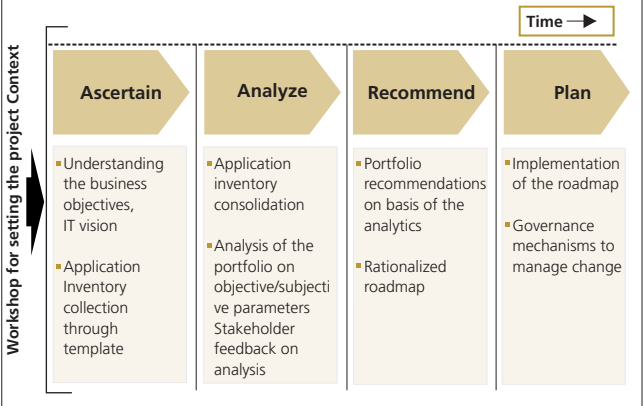 Time
Workshop for setting the project Context
Ascertain
Analyze
Recommend
Plan
Understanding
the business
objectives,
IT vision
Application
Inventory
collection
through
template
Application
inventory
consolidation
Analysis of the
portfolio on
objective/subjecti
ve parameters
Stakeholder
feedback on
analysis
Portfolio
recommendations
on basis of the
analytics
Rationalized
roadmap
Implementation
of the roadmap
Governance
mechanisms to
manage change